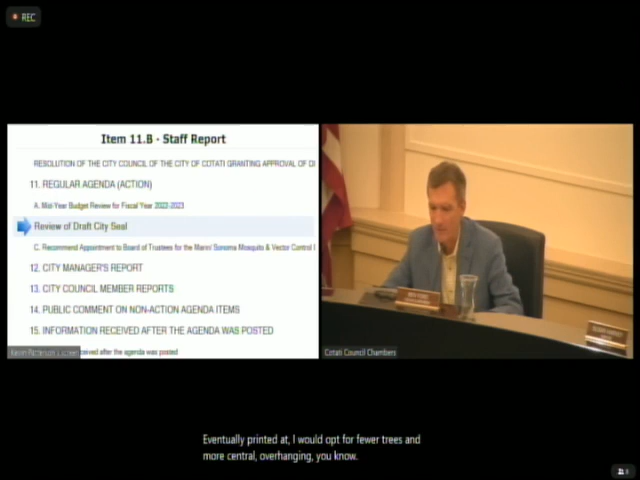 REC
Item 11.B - Staff Report
RESOLUTION OF THE CITY COUNCIL OF THE CITY OF COTATI GRANTING APPROVAL OF
11. REGULAR AGENDA (ACTION)
A. Mid-Year Budget Review for Fiscal Year 2022-2023
Review of Draft City Seal
C. Recommend Appointment to Board of Trustees for the Marin/ Sonoma Mosquito & Vector Control
12. CITY MANAGER'S REPORT
13. CITY COUNCIL MEMBER REPORTS
14. PUBLIC COMMENT ON NON-ACTION AGENDA ITEMS
15. INFORMATION RECEIVED AFTER THE AGENDA WAS POSTED
ceived after the agenda was posted
Cotati Council Chambers
Eventually printed at, I would opt for fewer trees and
more central, overhanging, you know.